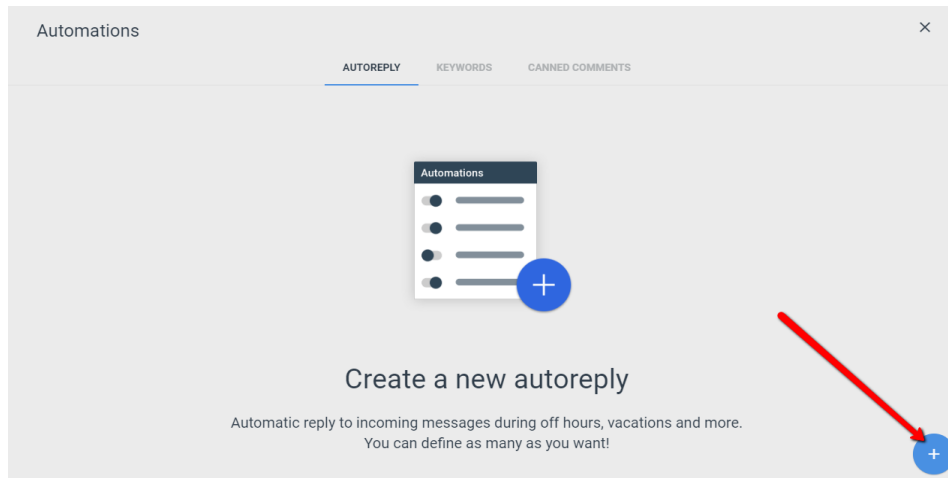 Automations
AUTOREPLY KEYWORDS CANNED COMMENTS
Automations
Create a new autoreply
Automatic reply to incoming messages during off hours, vacations and more.
You can define as many as you want!